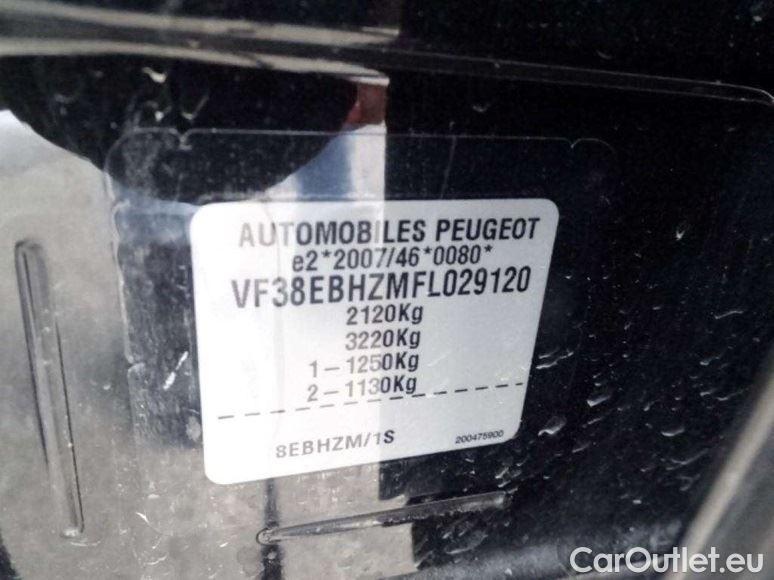 AUTOMOBILES PEUGEOT
e2*2007/46*0080*
VF38EBHZMFL029120
2120Kg
3220Kg
1-1250Kg
2-1130Kg
8EBHZM/1S 200475900
CarOutlet.eu